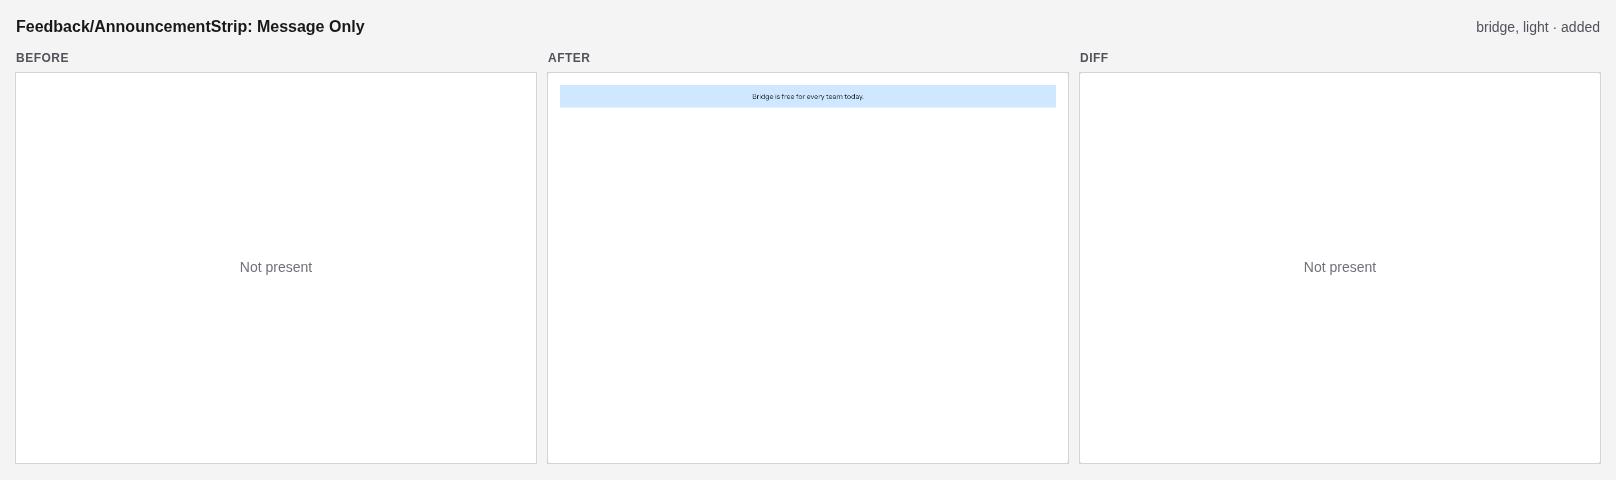 Feedback/AnnouncementStrip: Message Only
bridge, light · added
BEFORE
AFTER
DIFF
Not present
Bridge is free for every team today.
Not present